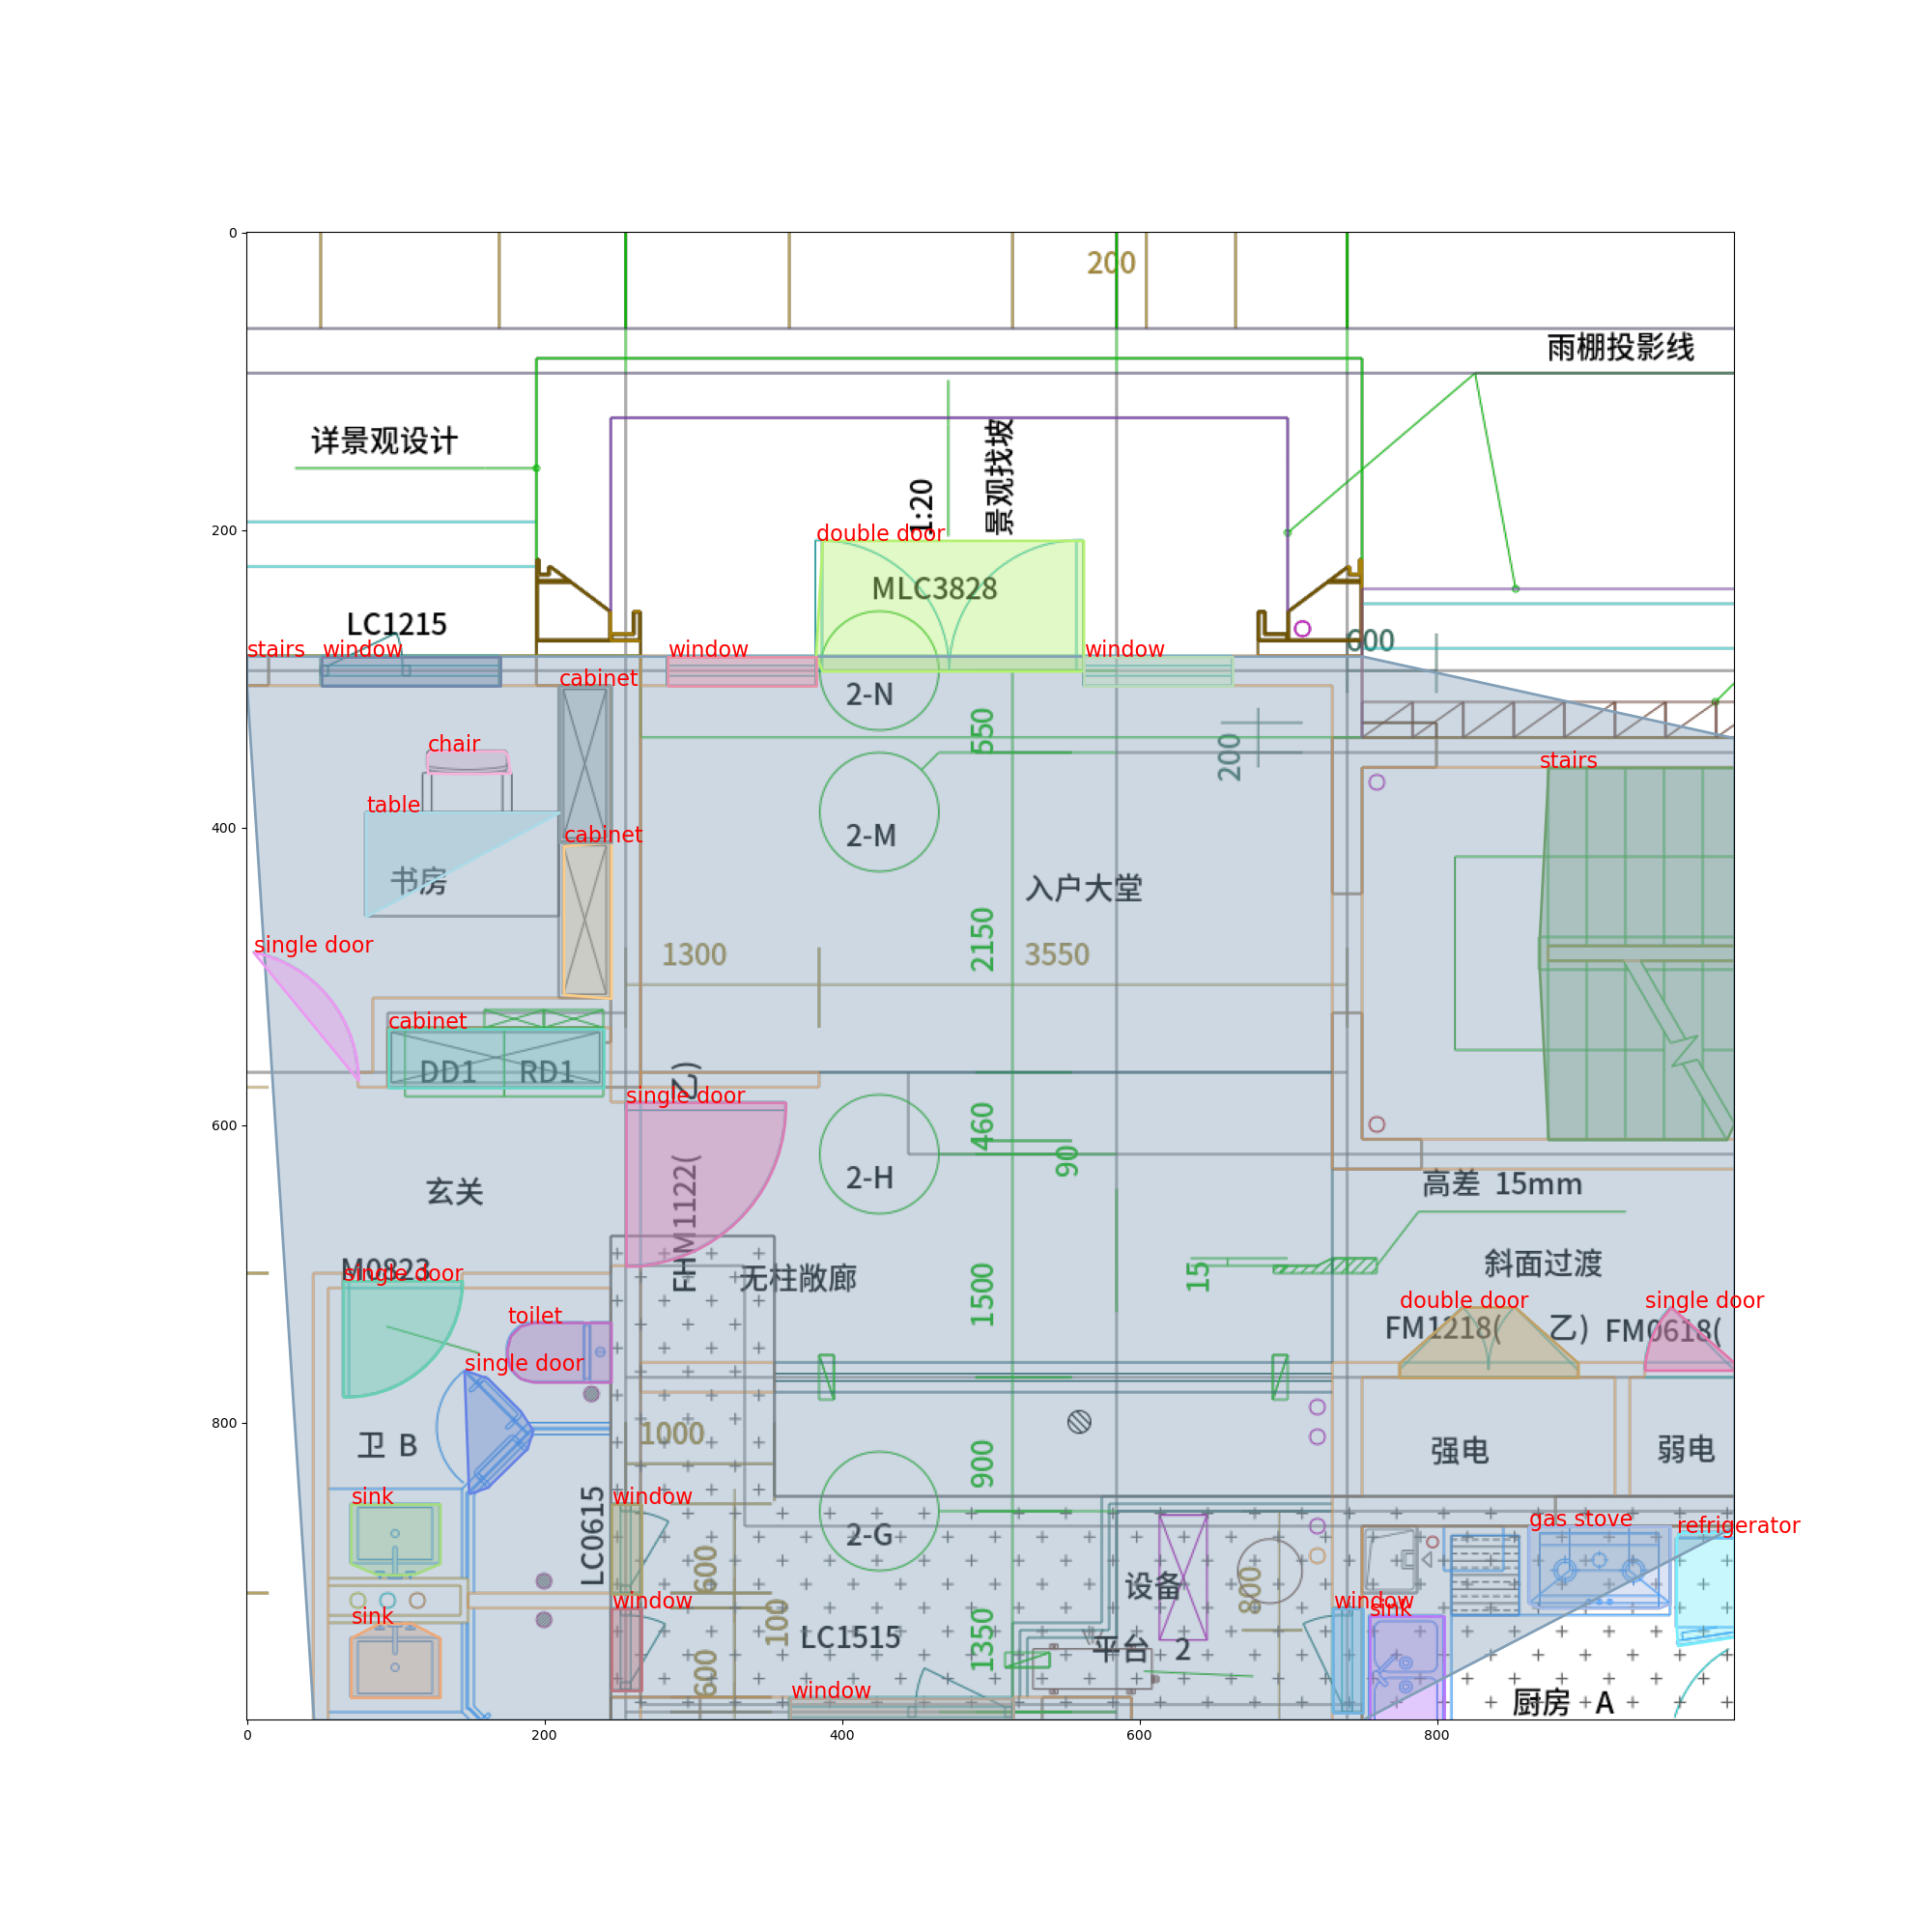 0
200
雨棚投影线
详景观设计
1:20
景观找坡
200
double door
MLC3828
LC1215
600
stairs
window
window
window
cabinet
2-N
550
200
chair
stairs
table
400
cabinet
2-M
书房
入户大堂
single door
1300
2150
3550
cabinet
DD1
RD1
(2
single door
600
460
90
2-H
FHM1122(
高差 15mm
玄关
M0823
single door
无柱敞廊
1500
15
斜面过渡
toilet
double door
single door
FM1218(
乙)
FM0618(
single door
800
卫 B
1000
900
强电
弱电
sink
LC0615
window
2-G
gas stove
refrigerator
600
设备
800
sink
window
100
LC1515
1350
平台 2
window
sink
600
window
厨房 A
0
200
400
600
800